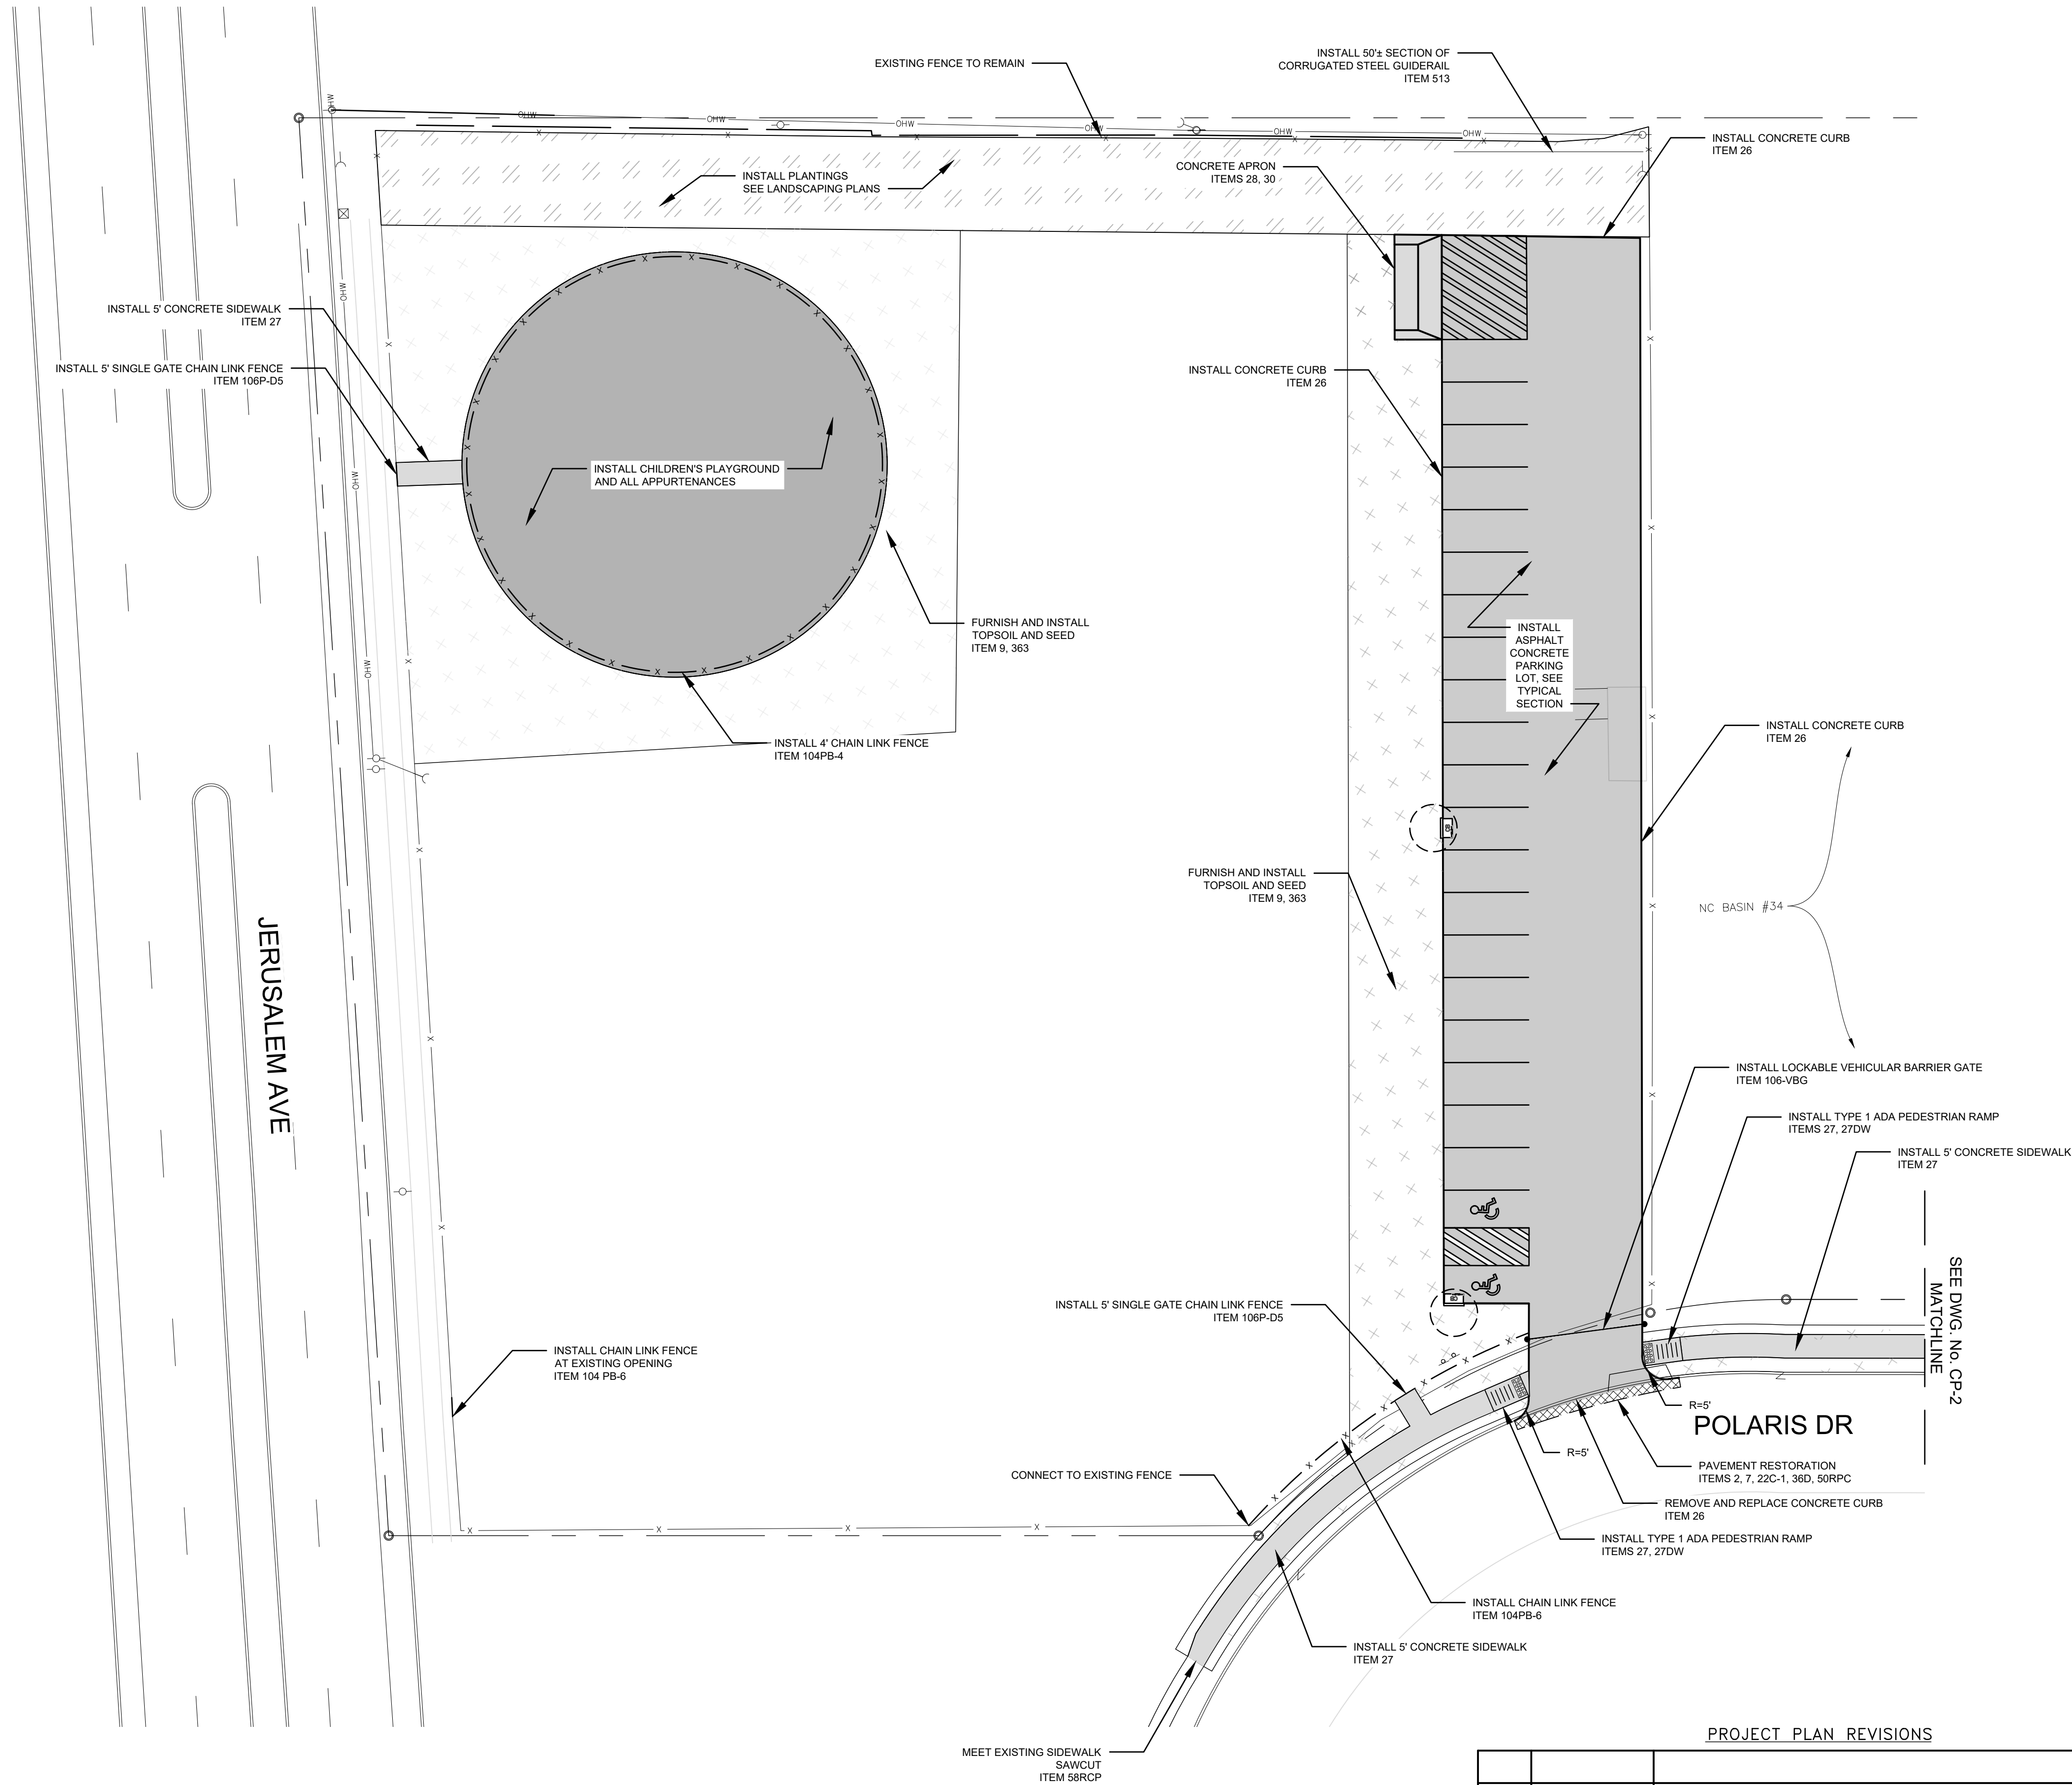 INSTALL 50'± SECTION OF
CORRUGATED STEEL GUIDERAIL
ITEM 513
EXISTING FENCE TO REMAIN
OHW
OHW
OHW
OHW
OHW
OHW
OHW
INSTALL CONCRETE CURB
ITEM 26
CONCRETE APRON
ITEMS 28, 30
INSTALL PLANTINGS
SEE LANDSCAPING PLANS
OHW
INSTALL 5' CONCRETE SIDEWALK
ITEM 27
INSTALL 5' SINGLE GATE CHAIN LINK FENCE
ITEM 106P-D5
INSTALL CONCRETE CURB
ITEM 26
OHW
INSTALL CHILDREN'S PLAYGROUND
AND ALL APPURTENANCES
FURNISH AND INSTALL
TOPSOIL AND SEED
ITEM 9, 363
INSTALL
ASPHALT
CONCRETE
PARKING
LOT, SEE
TYPICAL
SECTION
OHW
INSTALL 4' CHAIN LINK FENCE
ITEM 104PB-4
INSTALL CONCRETE CURB
ITEM 26
FURNISH AND INSTALL
TOPSOIL AND SEED
ITEM 9, 363
NC BASIN #34
JERUSALEM AVE
INSTALL LOCKABLE VEHICULAR BARRIER GATE
ITEM 106-VBG
INSTALL TYPE 1 ADA PEDESTRIAN RAMP
ITEMS 27, 27DW
INSTALL 5' CONCRETE SIDEWALK
ITEM 27
SEE DWG. No. CP-2
MATCHLINE
INSTALL 5' SINGLE GATE CHAIN LINK FENCE
ITEM 106P-D5
INSTALL CHAIN LINK FENCE
AT EXISTING OPENING
ITEM 104 PB-6
R=5'
POLARIS DR
R=5'
CONNECT TO EXISTING FENCE
PAVEMENT RESTORATION
ITEMS 2, 7, 22C-1, 36D, 50RPC
REMOVE AND REPLACE CONCRETE CURB
ITEM 26
INSTALL TYPE 1 ADA PEDESTRIAN RAMP
ITEMS 27, 27DW
INSTALL CHAIN LINK FENCE
ITEM 104PB-6
INSTALL 5' CONCRETE SIDEWALK
ITEM 27
MEET EXISTING SIDEWALK
SAWCUT
ITEM 58RCP
PROJECT PLAN REVISIONS